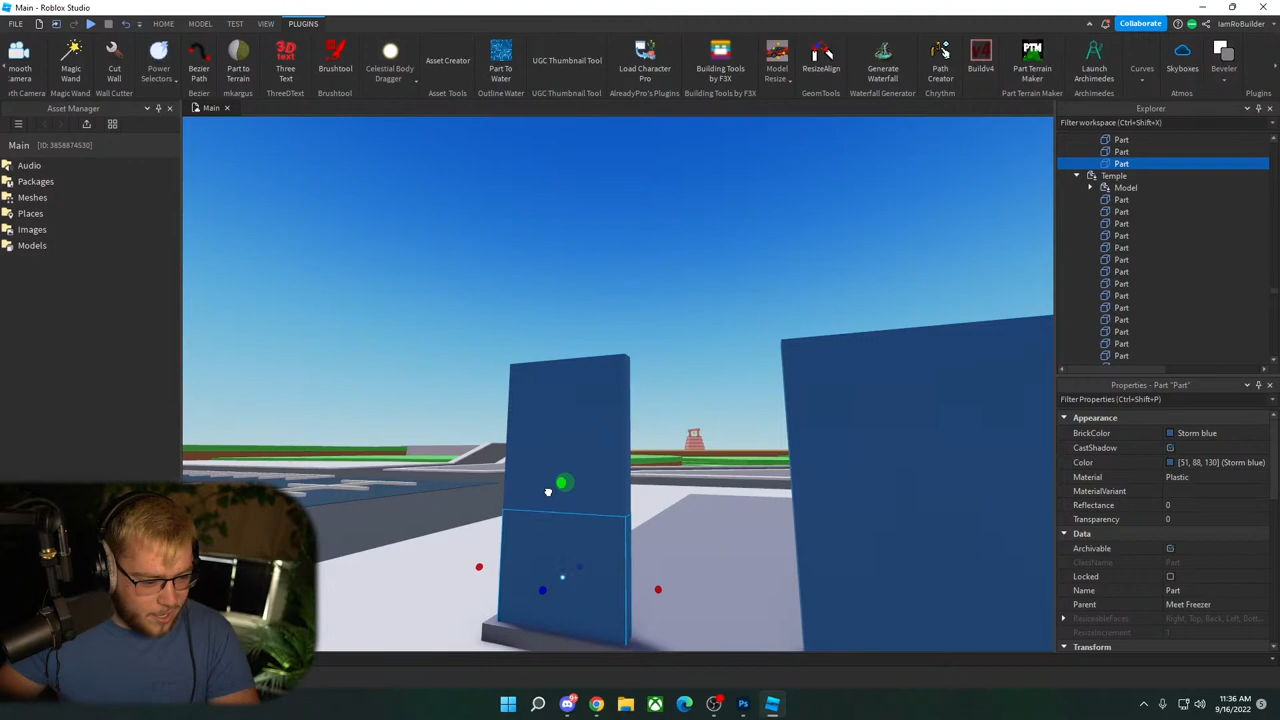 Main - Roblox Studio
FILE MODEL TEST VIEW PLUGINS
HOME
Collaborate
IamRoBuilder
mooth Camera
Magic Wand
Cut Wall
Power Selectors
Bezier Path
Part to Terrain
Three Text
Brushtool
Celestial Body Dragger
Asset Creator
Part To Water
UGC Thumbnail Tool
Load Character Pro
Building Tools by F3X
Model Resize
ResizeAlign
Generate Waterfall
Path Creator
Buildv4
Part Terrain Maker
Launch Archimedes
Curves
Skyboxes
Beveler
th Camera Magic Wand Wall Cutter
Bezier mkargus ThreeDText Brushtool
Asset Tools Outline Water UGC Thumbnail Tool AlreadyPro's Plugins Building Tools by F3X
GeomTools Waterfall Generator Chrythm
Part Terrain Maker Archimedes
Atmos
Plugins
Asset Manager
Main
Explorer
Filter workspace (Ctrl+Shift+X)
Main [ID: 3858874530]
Audio
Packages
Meshes
Places
Images
Models
Part
Part
Part
Temple
Model
Part
Part
Part
Part
Part
Part
Part
Part
Part
Part
Part
Part
Part
Part
Properties - Part "Part"
Filter Properties (Ctrl+Shift+P)
Appearance
BrickColor Storm blue
CastShadow
Color [51, 88, 130] (Storm blue)
Material Plastic
MaterialVariant
Reflectance 0
Transparency 0
Data
Archivable
ClassName Part
Locked
Name Part
Parent Meet Freezer
ResizeableFaces Right, Top, Back, Left, Bott...
ResizeIncrement 1
Transform
11:36 AM
9/16/2022